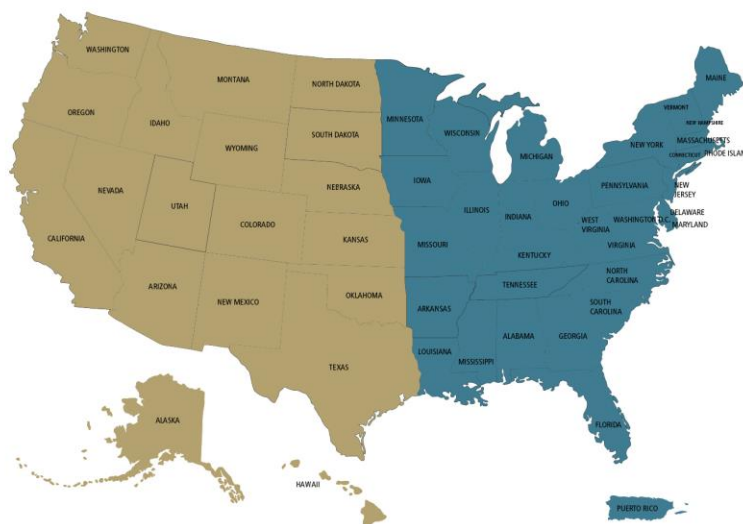 WASHINGTON
MONTANA
NORTH DAKOTA
MINNESOTA
MAINE
OREGON
IDAHO
SOUTH DAKOTA
WISCONSIN
VERMONT
NEW HAMPSHIRE
WYOMING
MICHIGAN
NEW YORK
MASSACHUSETTS
CONNECTICUT
RHODE ISLAN
NEVADA
UTAH
NEBRASKA
IOWA
PENNSYLVANIA
NEW
JERSEY
CALIFORNIA
COLORADO
KANSAS
MISSOURI
ILLINOIS
INDIANA
OHIO
WEST
VIRGINIA
WASHINGTON D.C.
DELAWARE
MARYLAND
VIRGINIA
KENTUCKY
ARIZONA
NEW MEXICO
OKLAHOMA
ARKANSAS
TENNESSEE
NORTH
CAROLINA
SOUTH
CAROLINA
TEXAS
LOUISIANA
MISSISSIPPI
ALABAMA
GEORGIA
FLORIDA
ALASKA
HAWAII
PUERTO RICO